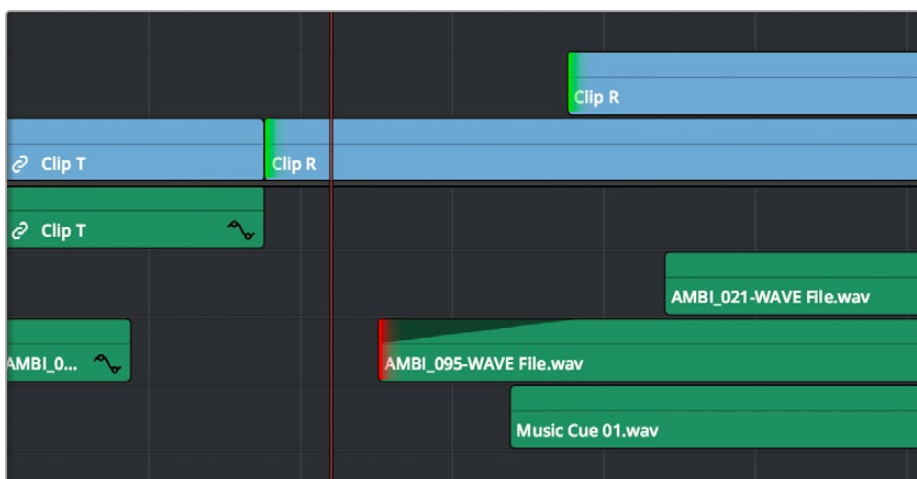 Clip R
Clip T
Clip R
Clip T
AMBI_021-WAVE File.wav
AMBI_0...
AMBI_095-WAVE File.wav
Music Cue 01.wav